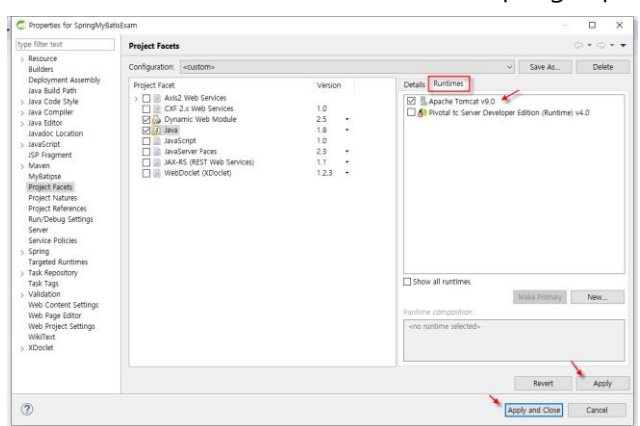 Properties for SpringMyBatisExam
type filter text
Project Facets
> Resource
Builders
Deployment Assembly
Java Build Path
> Java Code Style
> Java Compiler
> Java Editor
Javadoc Location
> JavaScript
JSP Fragment
> Maven
MyBatipse
Project Facets
Project Natures
Project References
Run/Debug Settings
Server
Service Policies
> Spring
Targeted Runtimes
> Task Repository
Task Tags
> Validation
Web Content Settings
Web Page Editor
Web Project Settings
WikiText
> XDoclet
Configuration: <custom>
Save As...
Delete
Project Facet Version
> Axis2 Web Services
CXF 2.x Web Services 1.0
Dynamic Web Module 2.5
Java 1.8
JavaScript 1.0
JavaServer Faces 2.3
JAX-RS (REST Web Services) 1.1
WebDoclet (XDoclet) 1.2.3
Details Runtimes
Apache Tomcat v9.0
Pivotal tc Server Developer Edition (Runtime) v4.0
Show all runtimes
Make Primary New...
Runtime composition:
<no runtime selected>
Revert Apply
Apply and Close Cancel